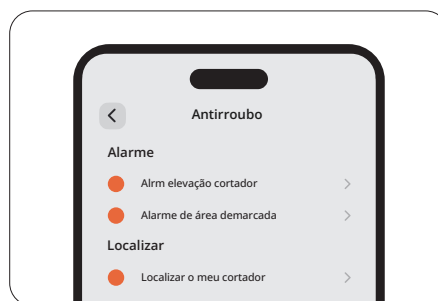 Antirroubo
Alarme
Alrm elevação cortador
Alarme de área demarcada
Localizar
Localizar o meu cortador